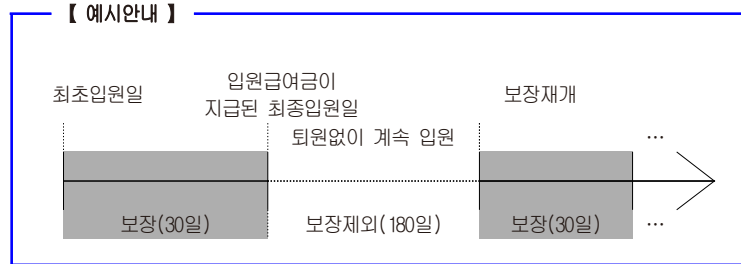 【 예시안내 】
최초입원일
입원급여금이
지급된 최종입원일
보장재개
퇴원없이 계속 입원
…
보장(30일)
보장제외(180일)
보장(30일)
…